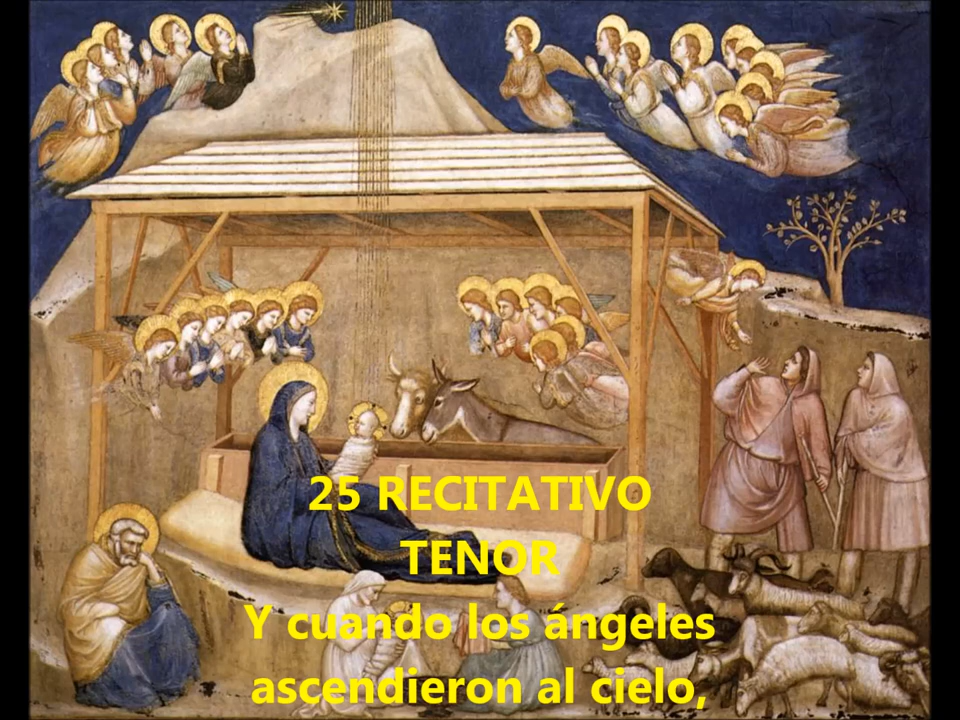 25 RECITATIVO
TENOR
Y cuando los ángeles
ascendieron al cielo,